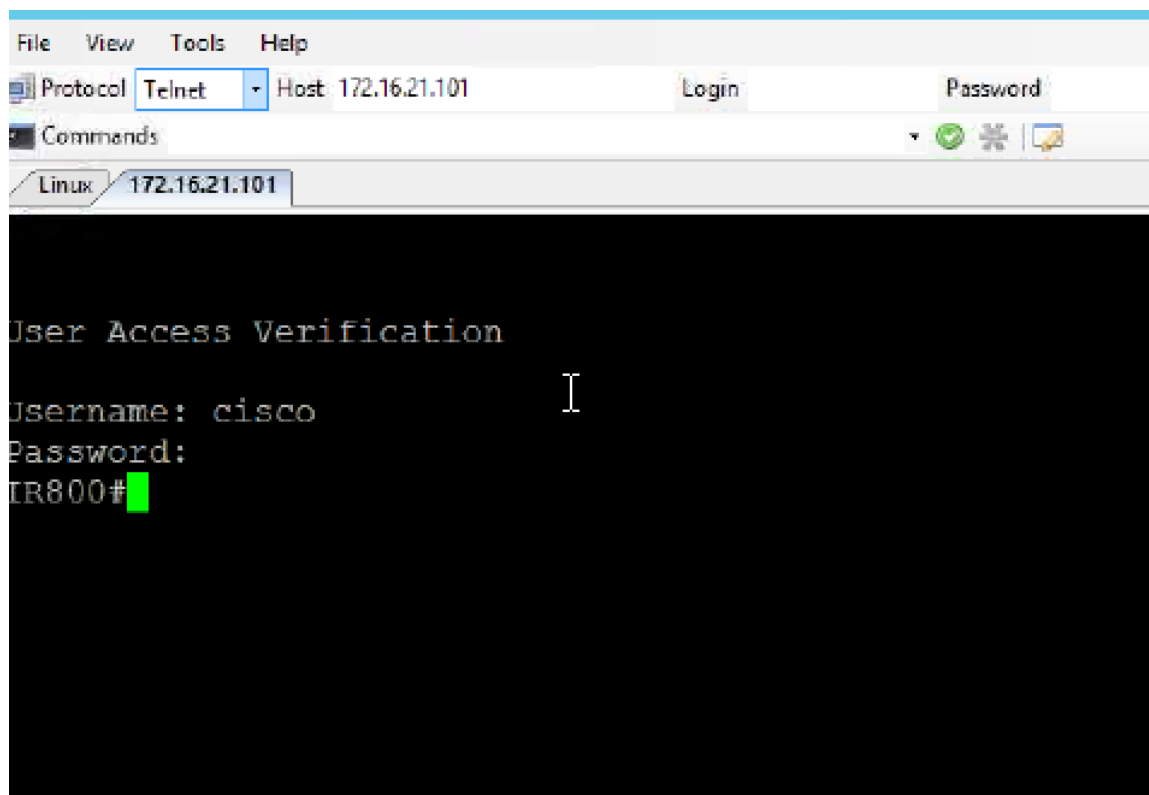 File View Tools Help
Protocol Telnet Host 172.16.21.101 Login Password
Commands
Linux 172.16.21.101
User Access Verification
Username: cisco
Password:
IR800#